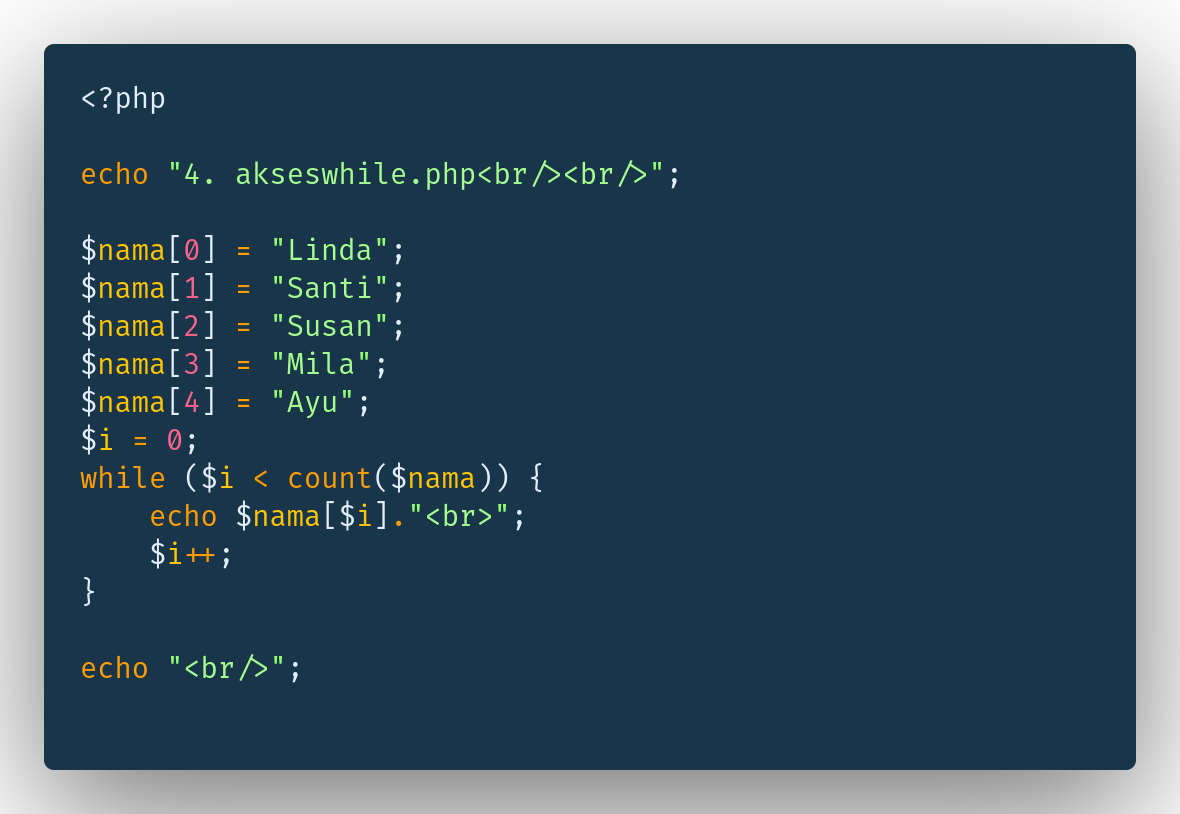 <?php
echo "4. akseswhile.php<br/><br/>";
$nama[0] = "Linda";
$nama[1] = "Santi";
$nama[2] = "Susan";
$nama[3] = "Mila";
$nama[4] = "Ayu";
$i = 0;
while ($i < count($nama)) {
    echo $nama[$i]."<br>";
    $i++;
}
echo "<br/>";